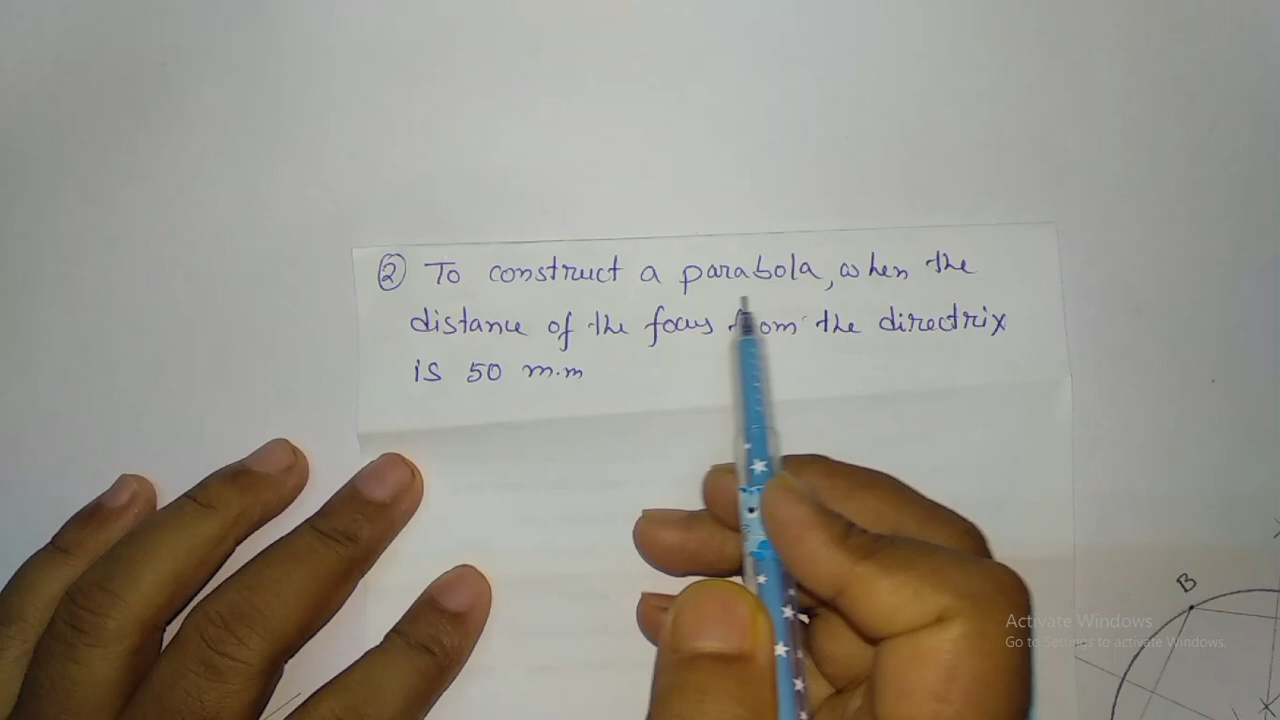 ② To construct a parabola, when the
distance of the focus from the directrix
is 50 m.m
B
Activate Windows
Go to Settings to activate Windows.